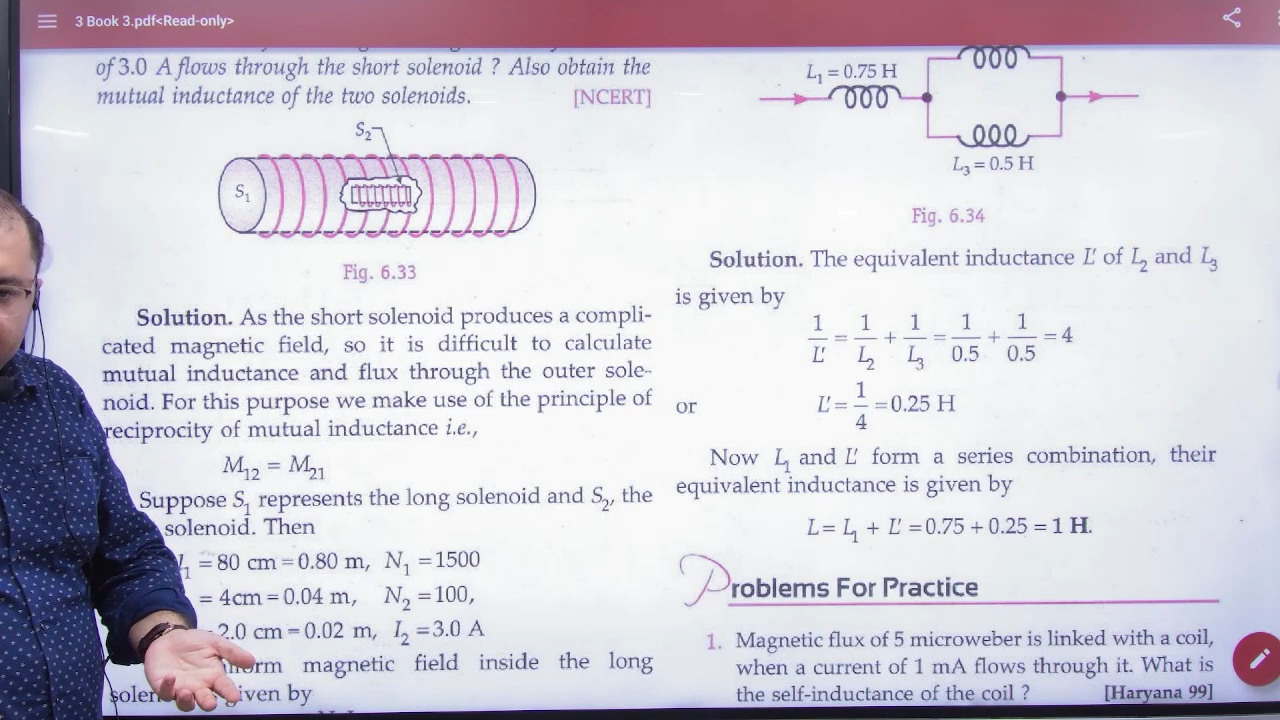 3 Book 3.pdf<Read-only>
of 3.0 A flows through the short solenoid ? Also obtain the
mutual inductance of the two solenoids. [NCERT]
S2
S1
Fig. 6.33
Solution. As the short solenoid produces a compli-
cated magnetic field, so it is difficult to calculate
mutual inductance and flux through the outer sole-
noid. For this purpose we make use of the principle of
reciprocity of mutual inductance i.e.,
M12 = M21
Suppose S1 represents the long solenoid and S2, the
solenoid. Then
l1 = 80 cm = 0.80 m, N1 = 1500
= 4cm = 0.04 m, N2 = 100,
2.0 cm = 0.02 m, I2 = 3.0 A
magnetic field inside the long
given by
L1 = 0.75 H
L3 = 0.5 H
Fig. 6.34
Solution. The equivalent inductance L' of L2 and L3
is given by
1/L' = 1/L2 + 1/L3 = 1/0.5 + 1/0.5 = 4
or L' = 1/4 = 0.25 H
Now L1 and L' form a series combination, their
equivalent inductance is given by
L = L1 + L' = 0.75 + 0.25 = 1 H.
Problems For Practice
1. Magnetic flux of 5 microweber is linked with a coil,
when a current of 1 mA flows through it. What is
the self-inductance of the coil ? [Haryana 99]